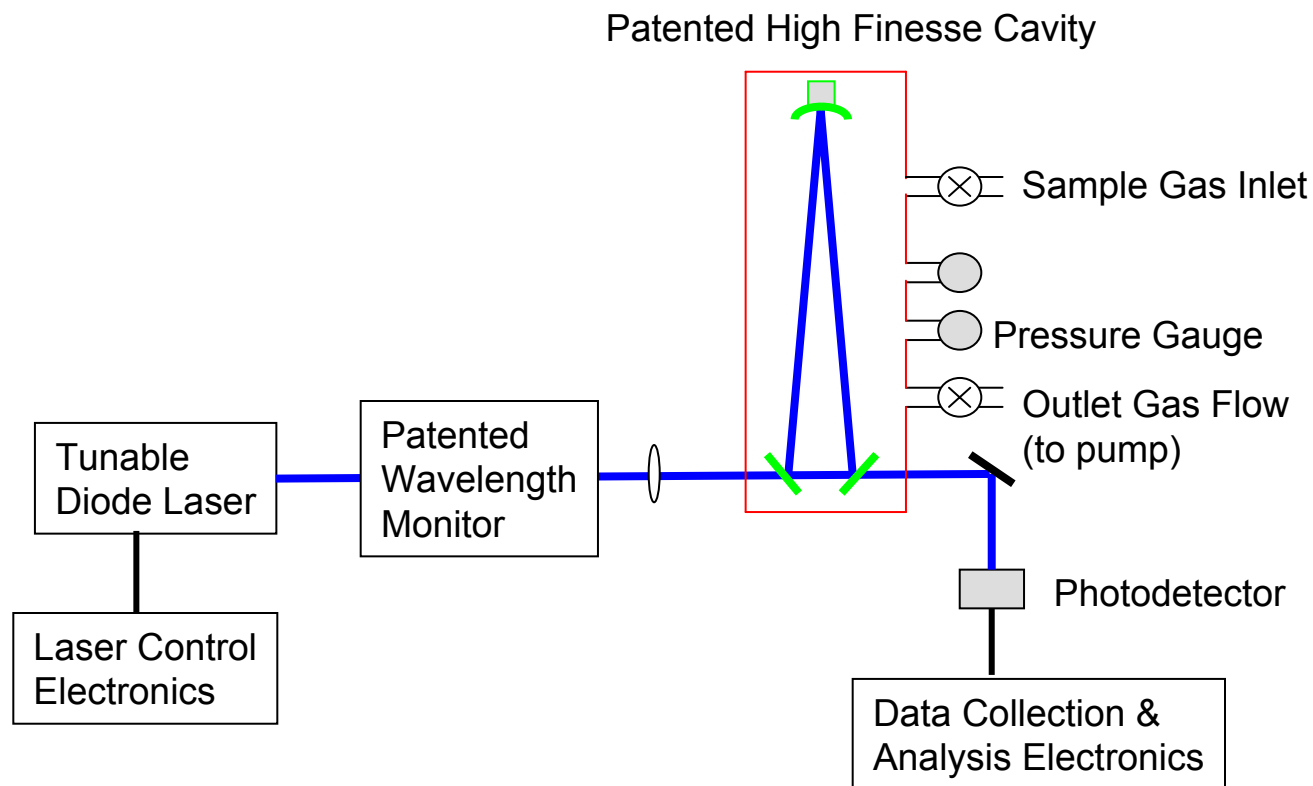 Patented High Finesse Cavity
Sample Gas Inlet
Pressure Gauge
Outlet Gas Flow
(to pump)
Tunable
Diode Laser
Patented
Wavelength
Monitor
Photodetector
Laser Control
Electronics
Data Collection &
Analysis Electronics